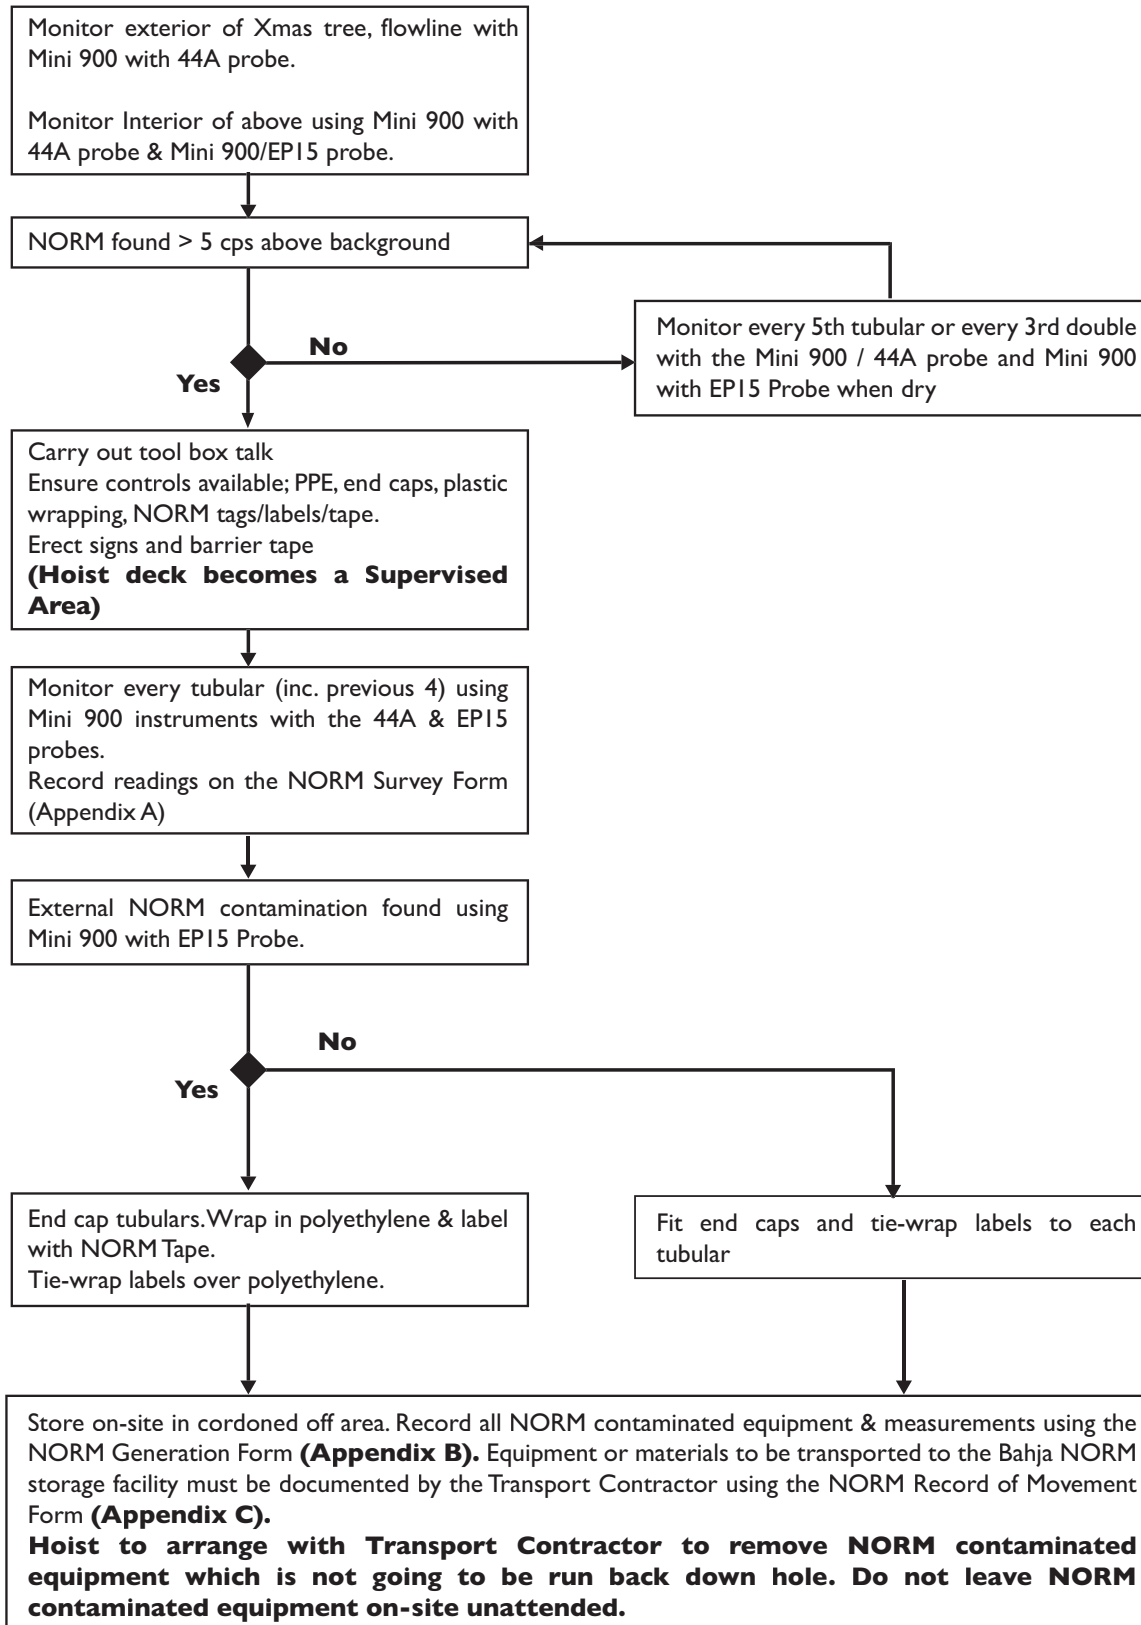 Monitor exterior of Xmas tree, flowline with
Mini 900 with 44A probe.
Monitor Interior of above using Mini 900 with
44A probe & Mini 900/EP15 probe.
NORM found > 5 cps above background
No
Yes
Monitor every 5th tubular or every 3rd double
with the Mini 900 / 44A probe and Mini 900
with EP15 Probe when dry
Carry out tool box talk
Ensure controls available; PPE, end caps, plastic
wrapping, NORM tags/labels/tape.
Erect signs and barrier tape
(Hoist deck becomes a Supervised
Area)
Monitor every tubular (inc. previous 4) using
Mini 900 instruments with the 44A & EP15
probes.
Record readings on the NORM Survey Form
(Appendix A)
External NORM contamination found using
Mini 900 with EP15 Probe.
No
Yes
End cap tubulars. Wrap in polyethylene & label
with NORM Tape.
Tie-wrap labels over polyethylene.
Fit end caps and tie-wrap labels to each
tubular
Store on-site in cordoned off area. Record all NORM contaminated equipment & measurements using the
NORM Generation Form (Appendix B). Equipment or materials to be transported to the Bahja NORM
storage facility must be documented by the Transport Contractor using the NORM Record of Movement
Form (Appendix C).
Hoist to arrange with Transport Contractor to remove NORM contaminated
equipment which is not going to be run back down hole. Do not leave NORM
contaminated equipment on-site unattended.